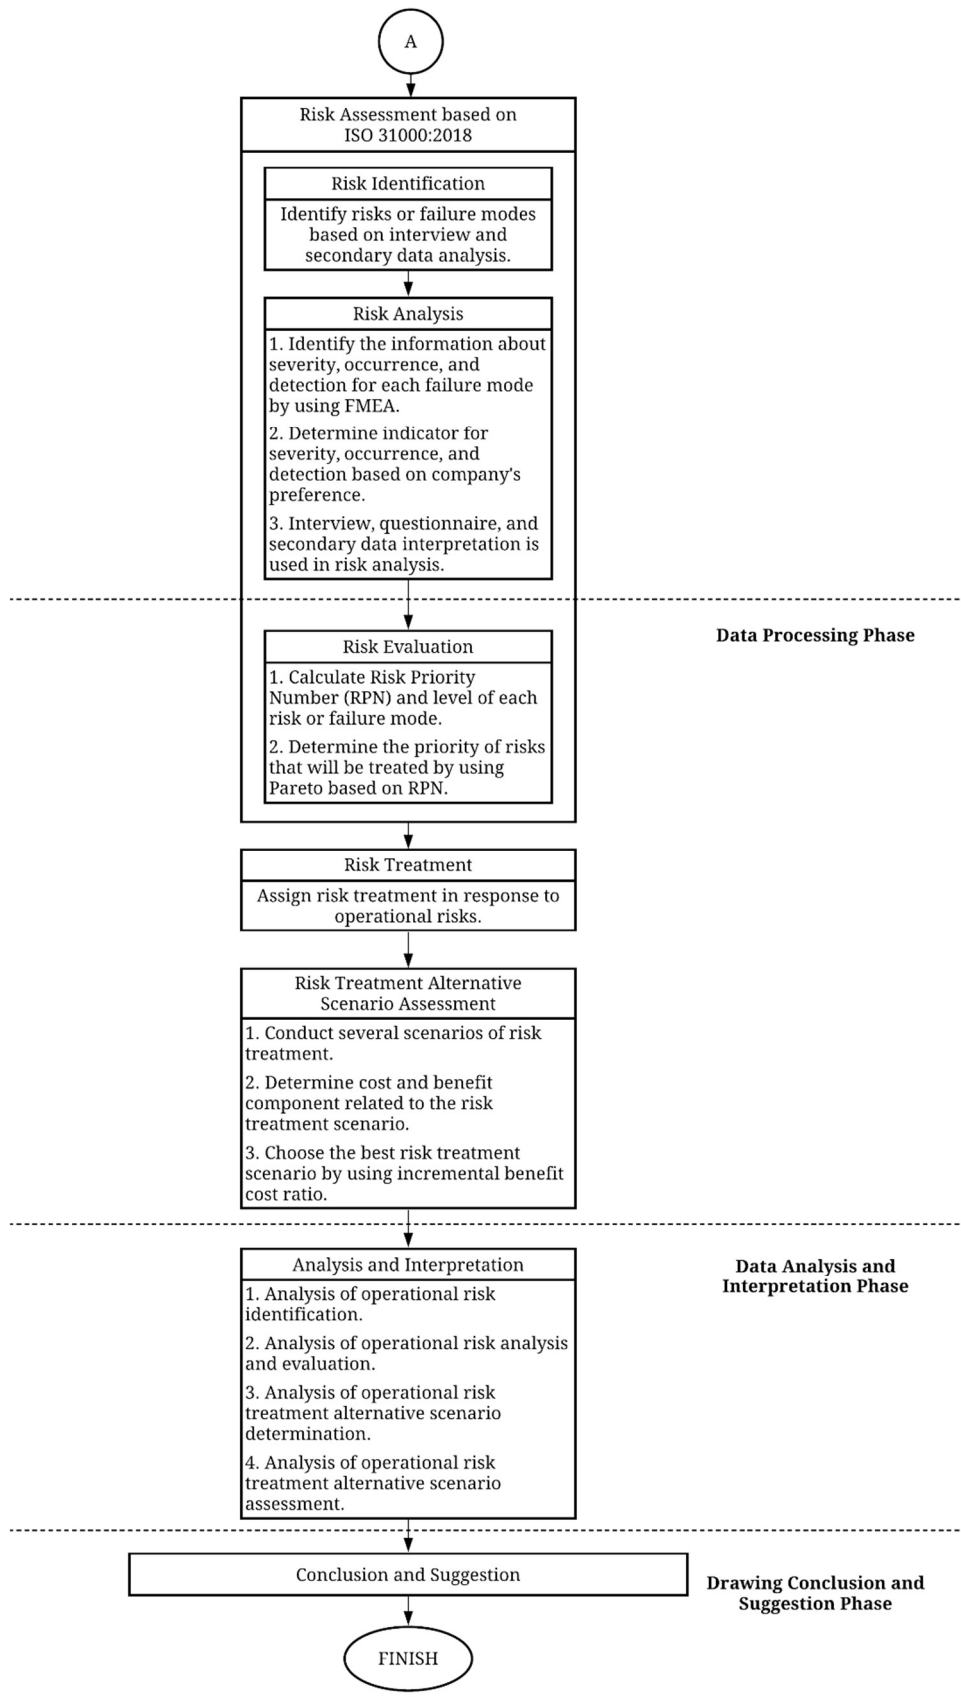 A
Risk Assessment based on
ISO 31000:2018
Risk Identification
Identify risks or failure modes
based on interview and
secondary data analysis.
Risk Analysis
1. Identify the information about
severity, occurrence, and
detection for each failure mode
by using FMEA.
2. Determine indicator for
severity, occurrence, and
detection based on company's
preference.
3. Interview, questionnaire, and
secondary data interpretation is
used in risk analysis.
Data Processing Phase
Risk Evaluation
1. Calculate Risk Priority
Number (RPN) and level of each
risk or failure mode.
2. Determine the priority of risks
that will be treated by using
Pareto based on RPN.
Risk Treatment
Assign risk treatment in response to
operational risks.
Risk Treatment Alternative
Scenario Assessment
1. Conduct several scenarios of risk
treatment.
2. Determine cost and benefit
component related to the risk
treatment scenario.
3. Choose the best risk treatment
scenario by using incremental benefit
cost ratio.
Data Analysis and
Interpretation Phase
Analysis and Interpretation
1. Analysis of operational risk
identification.
2. Analysis of operational risk analysis
and evaluation.
3. Analysis of operational risk
treatment alternative scenario
determination.
4. Analysis of operational risk
treatment alternative scenario
assessment.
Conclusion and Suggestion
Drawing Conclusion and
Suggestion Phase
FINISH